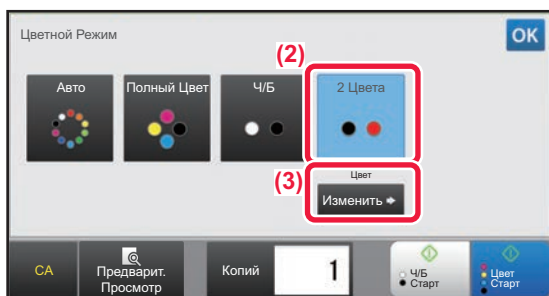 Цветной Режим
OK
(2)
Авто
Полный Цвет
Ч/Б
2 Цвета
(3)
Цвет
Изменить
CA
Предварит.
Просмотр
Копий
1
Ч/Б
Старт
Цвет
Старт